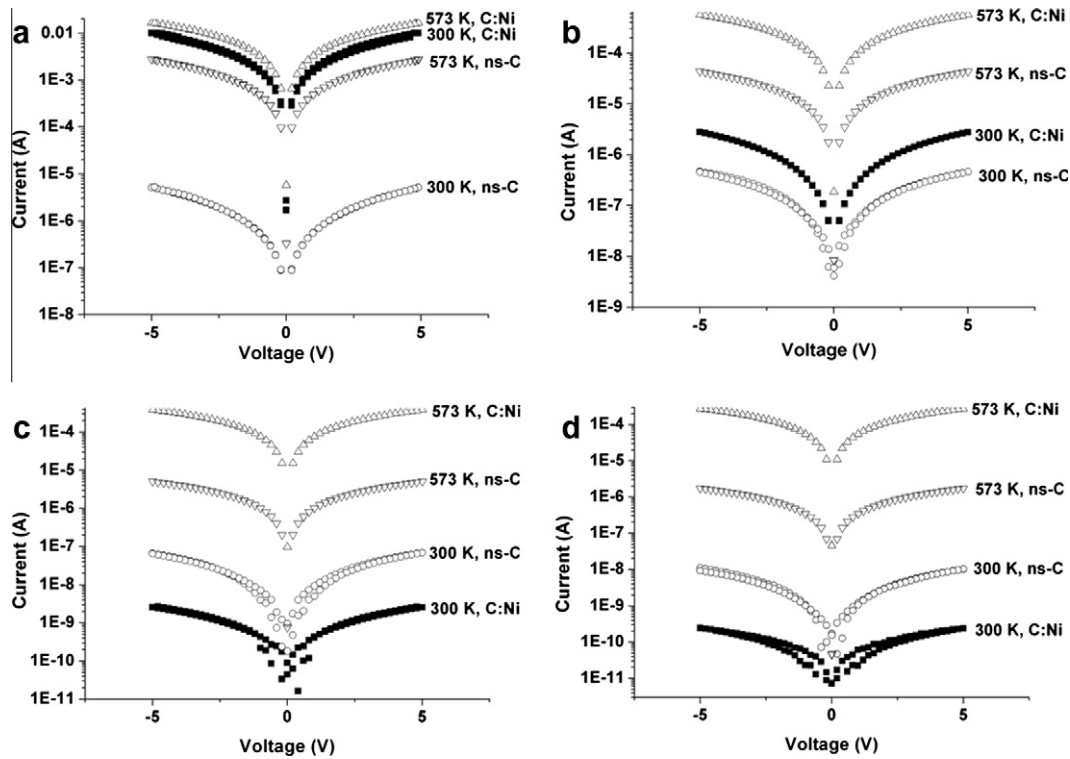 a
573 K, C:Ni
300 K, C:Ni
573 K, ns-C
300 K, ns-C
0.01
1E-3
1E-4
1E-5
1E-6
1E-7
1E-8
Current (A)
-5
0
5
Voltage (V)
b
573 K, C:Ni
573 K, ns-C
300 K, C:Ni
300 K, ns-C
1E-4
1E-5
1E-6
1E-7
1E-8
1E-9
Current (A)
-5
0
5
Voltage (V)
c
573 K, C:Ni
573 K, ns-C
300 K, ns-C
300 K, C:Ni
1E-4
1E-5
1E-6
1E-7
1E-8
1E-9
1E-10
1E-11
Current (A)
-5
0
5
Voltage (V)
d
573 K, C:Ni
573 K, ns-C
300 K, ns-C
300 K, C:Ni
1E-4
1E-5
1E-6
1E-7
1E-8
1E-9
1E-10
1E-11
Current (A)
-5
0
5
Voltage (V)